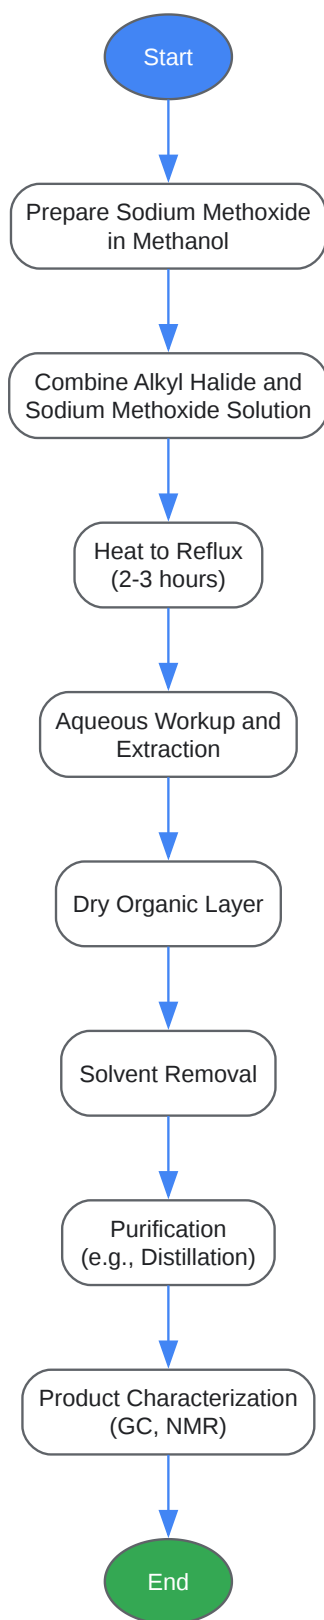 Start
Prepare Sodium Methoxide
in Methanol
Combine Alkyl Halide and
Sodium Methoxide Solution
Heat to Reflux
(2-3 hours)
Aqueous Workup and
Extraction
Dry Organic Layer
Solvent Removal
Purification
(e.g., Distillation)
Product Characterization
(GC, NMR)
End